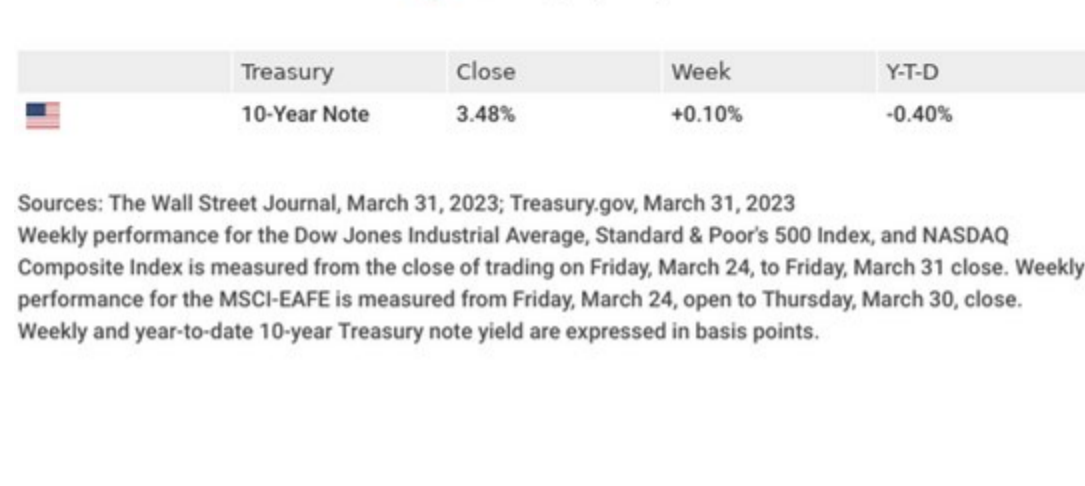 Treasury Close Week Y-T-D
10-Year Note 3.48% +0.10% -0.40%
Sources: The Wall Street Journal, March 31, 2023; Treasury.gov, March 31, 2023
Weekly performance for the Dow Jones Industrial Average, Standard & Poor's 500 Index, and NASDAQ
Composite Index is measured from the close of trading on Friday, March 24, to Friday, March 31 close. Weekly
performance for the MSCI-EAFE is measured from Friday, March 24, open to Thursday, March 30, close.
Weekly and year-to-date 10-year Treasury note yield are expressed in basis points.